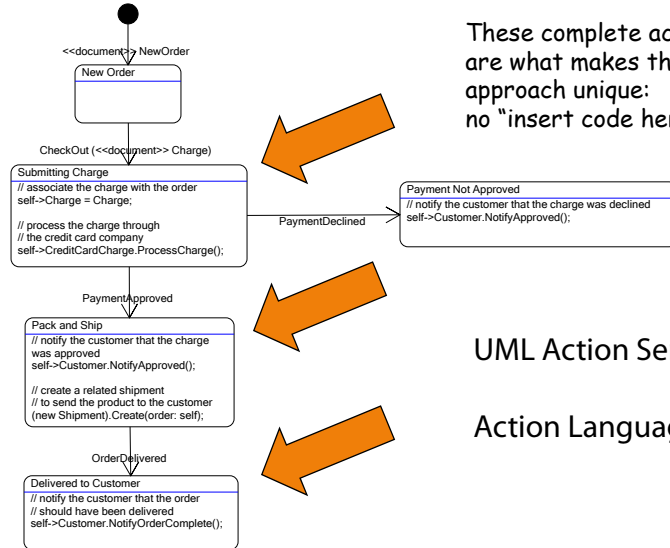 <<document>> NewOrder
New Order
CheckOut (<<document>> Charge)
Submitting Charge
// associate the charge with the order
self->Charge = Charge;
// process the charge through
// the credit card company
self->CreditCardCharge.ProcessCharge();
PaymentDeclined
Payment Not Approved
// notify the customer that the charge was declined
self->Customer.NotifyApproved();
PaymentApproved
Pack and Ship
// notify the customer that the charge
was approved
self->Customer.NotifyApproved();
// create a related shipment
// to send the product to the customer
(new Shipment).Create(order: self);
OrderDelivered
Delivered to Customer
// notify the customer that the order
// should have been delivered
self->Customer.NotifyOrderComplete();
These complete
are what makes
approach unique:
no "insert code
UML Action
Action